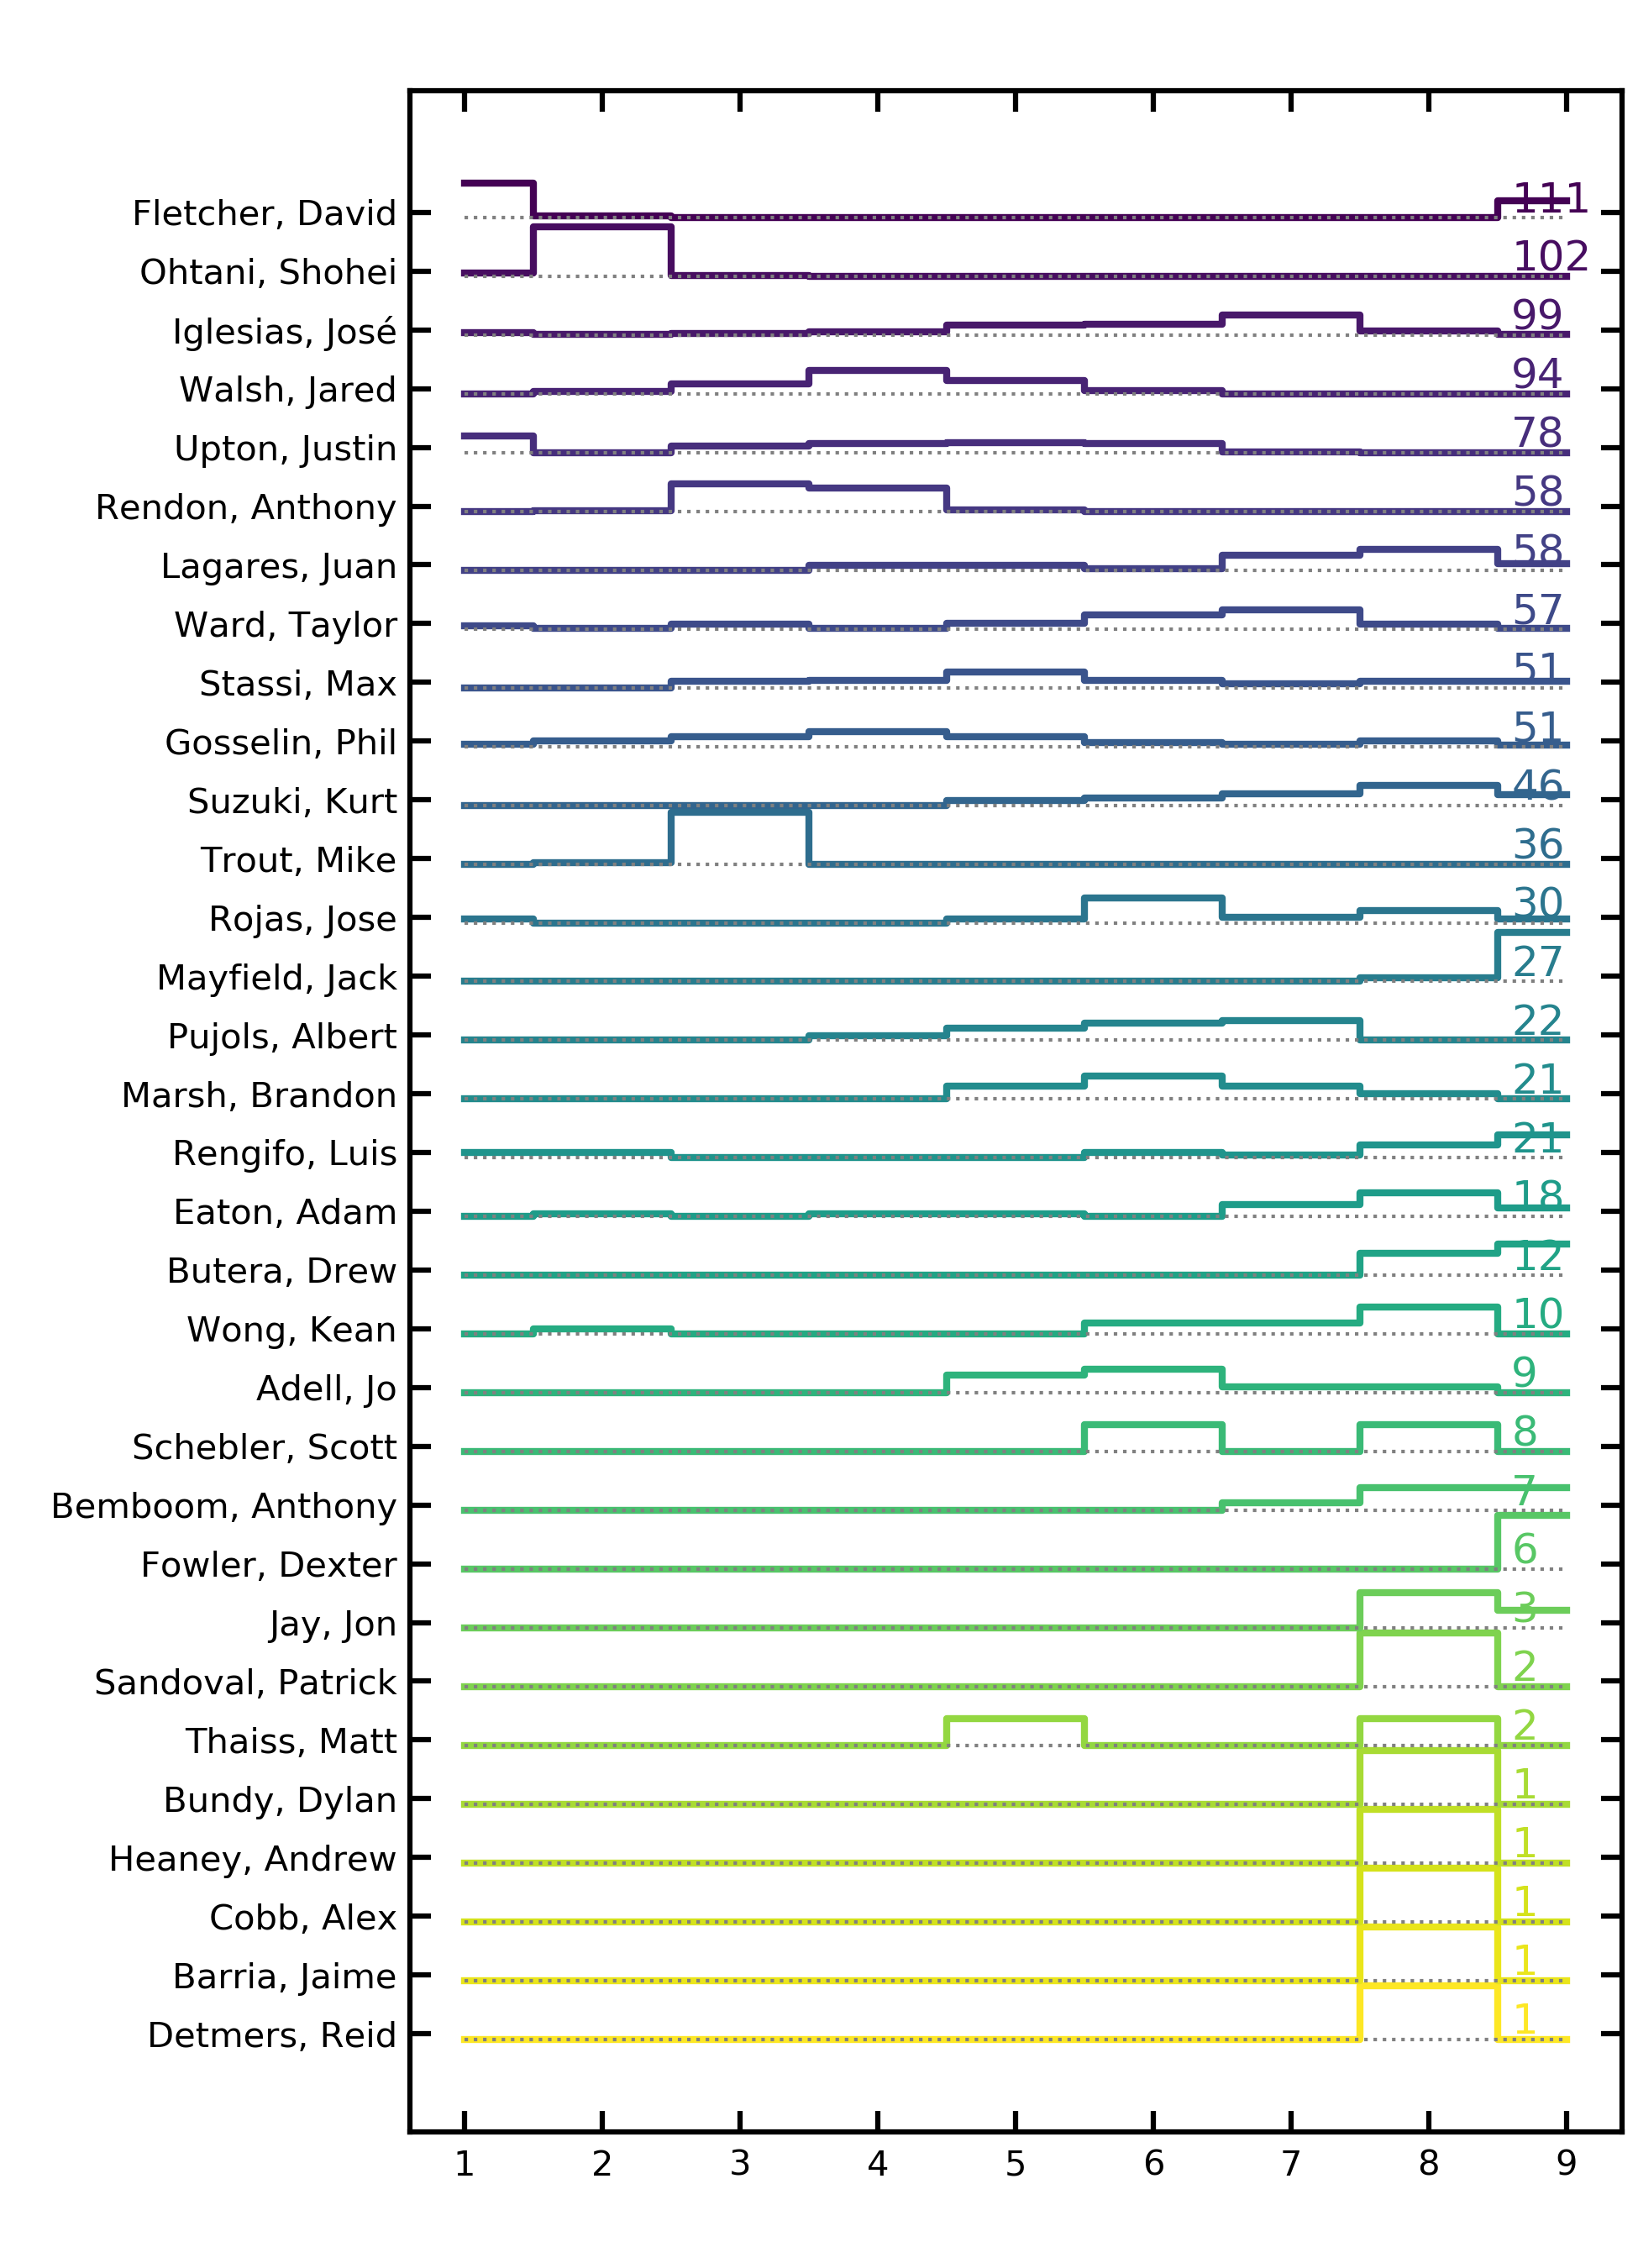 Fletcher, David 111
Ohtani, Shohei 102
Iglesias, José 99
Walsh, Jared 94
Upton, Justin 78
Rendon, Anthony 58
Lagares, Juan 58
Ward, Taylor 57
Stassi, Max 51
Gosselin, Phil 51
Suzuki, Kurt 46
Trout, Mike 36
Rojas, Jose 30
Mayfield, Jack 27
Pujols, Albert 22
Marsh, Brandon 21
Rengifo, Luis 21
Eaton, Adam 18
Butera, Drew 12
Wong, Kean 10
Adell, Jo 9
Schebler, Scott 8
Bemboom, Anthony 7
Fowler, Dexter 6
Jay, Jon 3
Sandoval, Patrick 2
Thaiss, Matt 2
Bundy, Dylan 1
Heaney, Andrew 1
Cobb, Alex 1
Barria, Jaime 1
Detmers, Reid 1
1 2 3 4 5 6 7 8 9